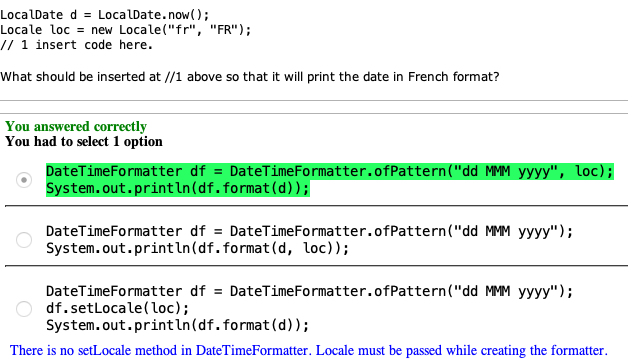 LocalDate d = LocalDate.now();
Locale loc = new Locale("fr", "FR");
// 1 insert code here.
What should be inserted at //1 above so that it will print the date in French format?
You answered correctly
You had to select 1 option
DateTimeFormatter df = DateTimeFormatter.ofPattern("dd MMM yyyy", loc);
System.out.println(df.format(d));
DateTimeFormatter df = DateTimeFormatter.ofPattern("dd MMM yyyy");
System.out.println(df.format(d, loc));
DateTimeFormatter df = DateTimeFormatter.ofPattern("dd MMM yyyy");
df.setLocale(loc);
System.out.println(df.format(d));
There is no setLocale method in DateTimeFormatter. Locale must be passed while creating the formatter.